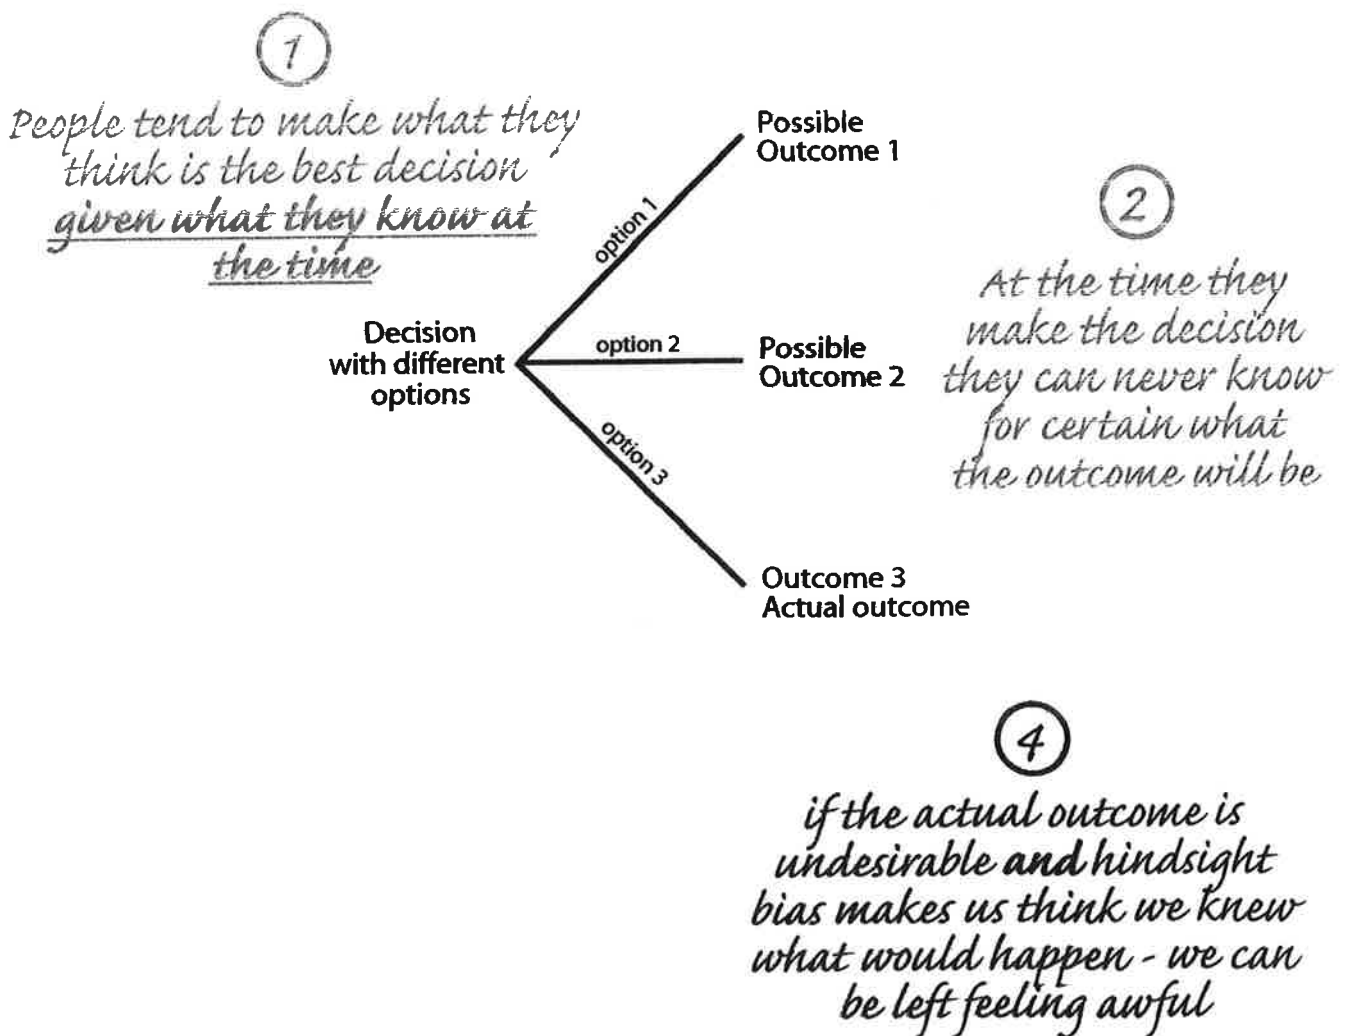 1
People tend to make what they
think is the best decision
given what they know at
the time
Decision
with different
options
option 1
option 2
option 3
Possible
Outcome 1
Possible
Outcome 2
Outcome 3
Actual outcome
2
At the time they
make the decision
they can never know
for certain what
the outcome will be
4
if the actual outcome is
undesirable and hindsight
bias makes us think we knew
what would happen - we can
be left feeling awful